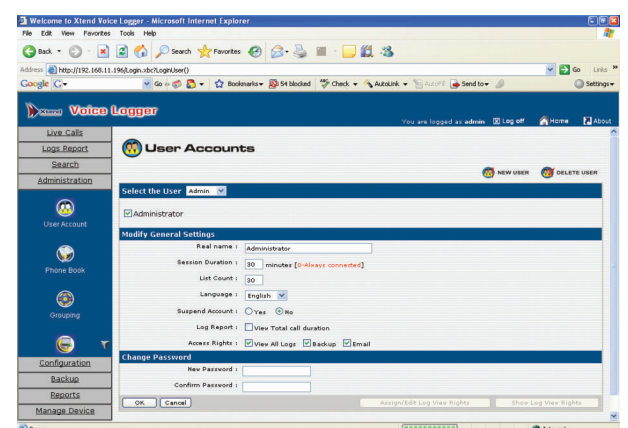 Welcome to Xtend Voice Logger - Microsoft Internet Explorer
File Edit View Favorites Tools Help
Back Search Favorites
Address http://192.168.11.196/Login.xbc?LoginUser() Go Links »
Google G Go Bookmarks 54 blocked Check AutoLink AutoFill Send to Settings
Xtend Voice Logger
You are logged as admin Log off Home About
Live Calls
Logs Report
Search
Administration
User Account
Phone Book
Grouping
Configuration
Backup
Reports
Manage Device
User Accounts
NEW USER DELETE USER
Select the User Admin
Administrator
Modify General Settings
Real name : Administrator
Session Duration : 30 minutes [0-Always connected]
List Count : 30
Language : English
Suspend Account : Yes No
Log Report : View Total call duration
Access Rights : View All Logs Backup Email
Change Password
New Password :
Confirm Password :
OK Cancel Assign/Edit Log View Rights Show Log View Rights